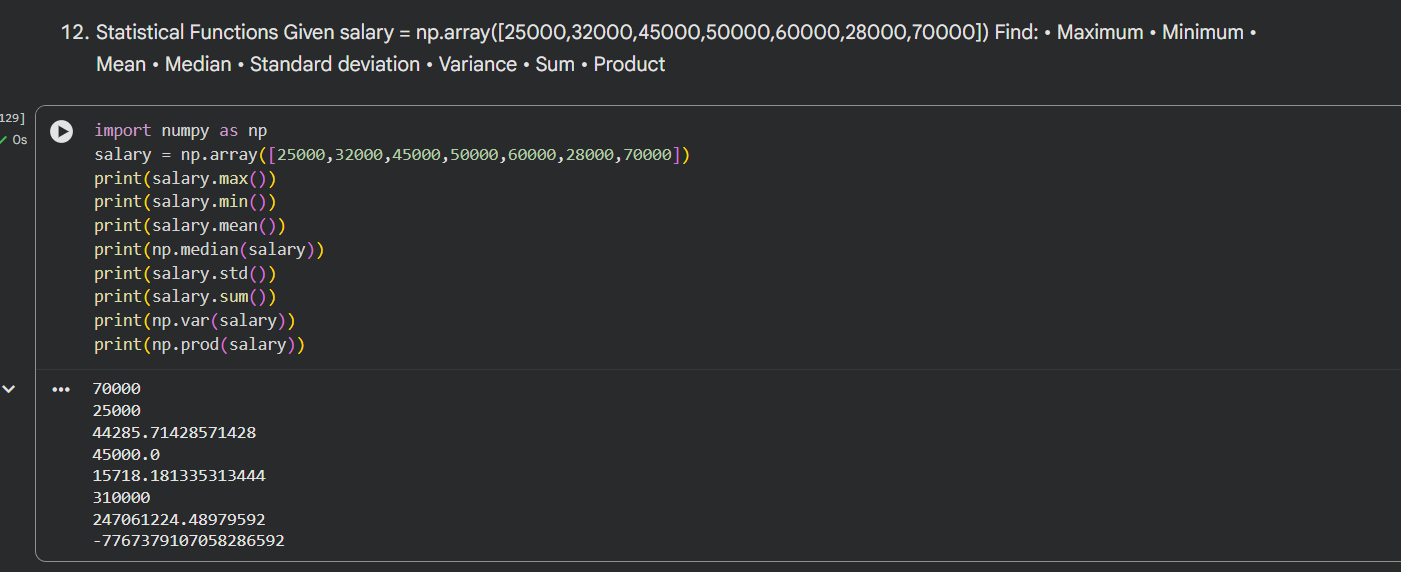 12. Statistical Functions Given salary = np.array([25000,32000,45000,50000,60000,28000,70000]) Find: • Maximum • Minimum •
Mean • Median • Standard deviation • Variance • Sum • Product
129]
0s
import numpy as np
salary = np.array([25000,32000,45000,50000,60000,28000,70000])
print(salary.max())
print(salary.min())
print(salary.mean())
print(np.median(salary))
print(salary.std())
print(salary.sum())
print(np.var(salary))
print(np.prod(salary))
70000
25000
44285.71428571428
45000.0
15718.181335313444
310000
247061224.48979592
-7767379107058286592